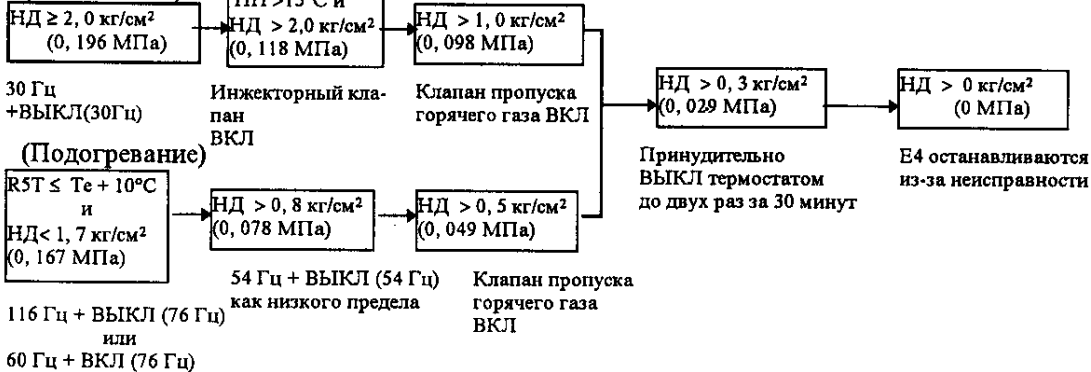 НД ≥ 2, 0 кг/см²
(0, 196 МПа)
30 Гц
+ВЫКЛ(30Гц)
НД > 2,0 кг/см²
(0, 118 МПа)
Инжекторный кла-
пан
ВКЛ
НД > 1, 0 кг/см²
(0, 098 МПа)
Клапан пропуска
горячего газа ВКЛ
НД > 0, 3 кг/см²
(0, 029 МПа)
Принудительно
ВЫКЛ термостатом
до двух раз за 30 минут
НД > 0 кг/см²
(0 МПа)
Е4 останавливаются
из-за неисправности
(Подогревание)
R5T ≤ Te + 10°C
и
НД< 1, 7 кг/см²
(0, 167 МПа)
116 Гц + ВЫКЛ (76 Гц)
или
60 Гц + ВКЛ (76 Гц)
НД > 0, 8 кг/см²
(0, 078 МПа)
54 Гц + ВЫКЛ (54 Гц)
как низкого предела
НД > 0, 5 кг/см²
(0, 049 МПа)
Клапан пропуска
горячего газа
ВКЛ